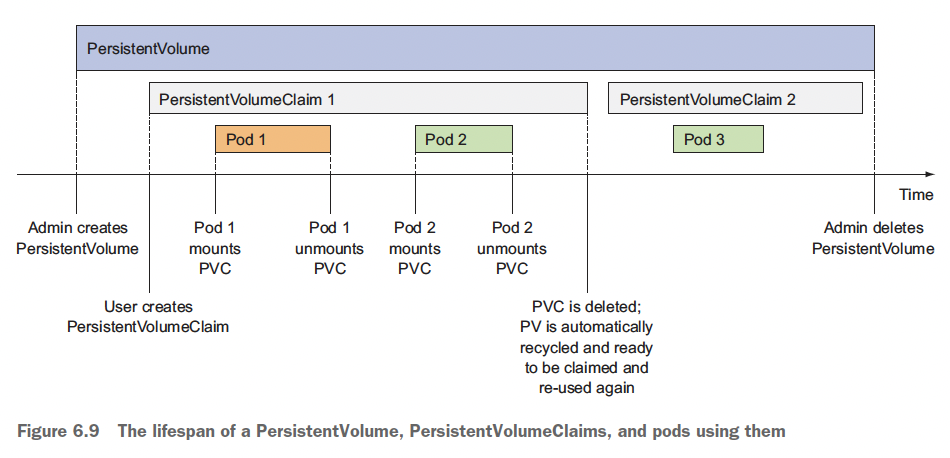 PersistentVolume
PersistentVolumeClaim 1
PersistentVolumeClaim 2
Pod 1
Pod 2
Pod 3
Time
Admin creates
PersistentVolume
User creates
PersistentVolumeClaim
Pod 1
mounts
PVC
Pod 1
unmounts
PVC
Pod 2
mounts
PVC
Pod 2
unmounts
PVC
PVC is deleted;
PV is automatically
recycled and ready
to be claimed and
re-used again
Admin deletes
PersistentVolume
Figure 6.9 The lifespan of a PersistentVolume, PersistentVolumeClaims, and pods using them